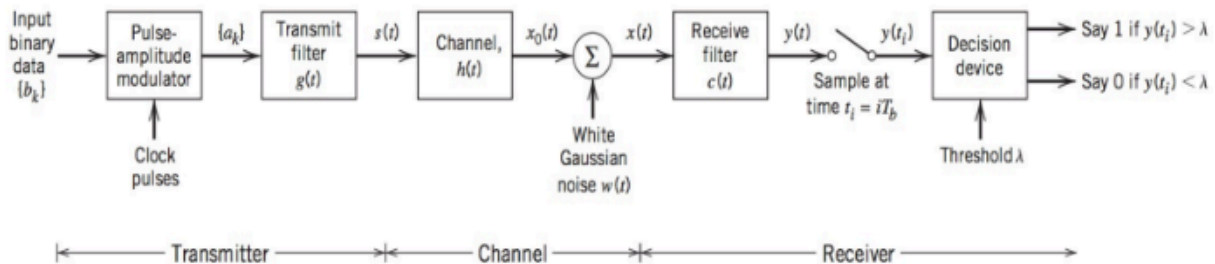 Input
binary
data
{b_k}
Pulse-
amplitude
modulator
{a_k}
Transmit
filter
g(t)
s(t)
Channel,
h(t)
x_0(t)
Σ
x(t)
Receive
filter
c(t)
y(t)
y(t_i)
Sample at
time t_i = iT_b
Decision
device
Say 1 if y(t_i) > λ
Say 0 if y(t_i) < λ
Clock
pulses
White
Gaussian
noise w(t)
Threshold λ
Transmitter
Channel
Receiver